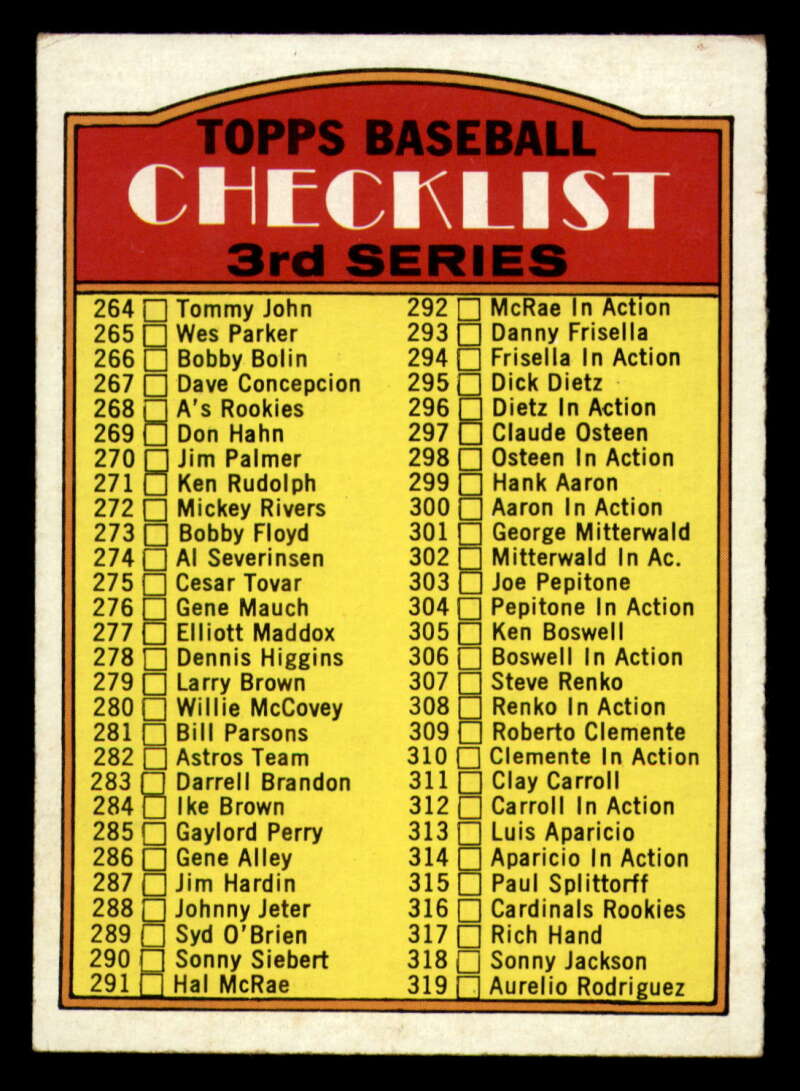 TOPPS BASEBALL
CHECKLIST
3rd SERIES
264 Tommy John
265 Wes Parker
266 Bobby Bolin
267 Dave Concepcion
268 A's Rookies
269 Don Hahn
270 Jim Palmer
271 Ken Rudolph
272 Mickey Rivers
273 Bobby Floyd
274 Al Severinsen
275 Cesar Tovar
276 Gene Mauch
277 Elliott Maddox
278 Dennis Higgins
279 Larry Brown
280 Willie McCovey
281 Bill Parsons
282 Astros Team
283 Darrell Brandon
284 Ike Brown
285 Gaylord Perry
286 Gene Alley
287 Jim Hardin
288 Johnny Jeter
289 Syd O'Brien
290 Sonny Siebert
291 Hal McRae
292 McRae In Action
293 Danny Frisella
294 Frisella In Action
295 Dick Dietz
296 Dietz In Action
297 Claude Osteen
298 Osteen In Action
299 Hank Aaron
300 Aaron In Action
301 George Mitterwald
302 Mitterwald In Ac.
303 Joe Pepitone
304 Pepitone In Action
305 Ken Boswell
306 Boswell In Action
307 Steve Renko
308 Renko In Action
309 Roberto Clemente
310 Clemente In Action
311 Clay Carroll
312 Carroll In Action
313 Luis Aparicio
314 Aparicio In Action
315 Paul Splittorff
316 Cardinals Rookies
317 Rich Hand
318 Sonny Jackson
319 Aurelio Rodriguez